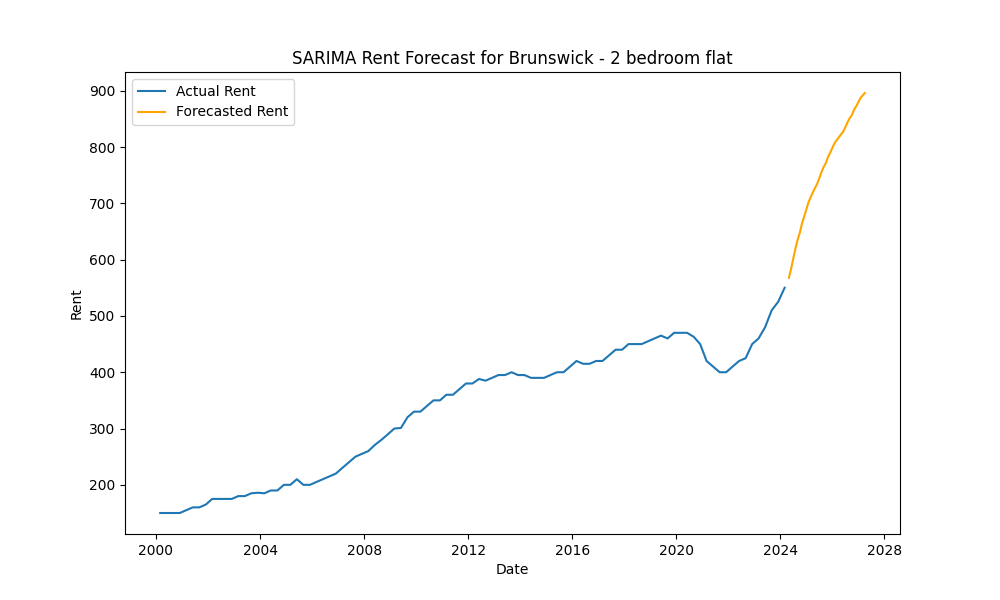 SARIMA Rent Forecast for Brunswick - 2 bedroom flat
Actual Rent
Forecasted Rent
900
800
700
600
500
400
300
200
Rent
2000 2004 2008 2012 2016 2020 2024 2028
Date